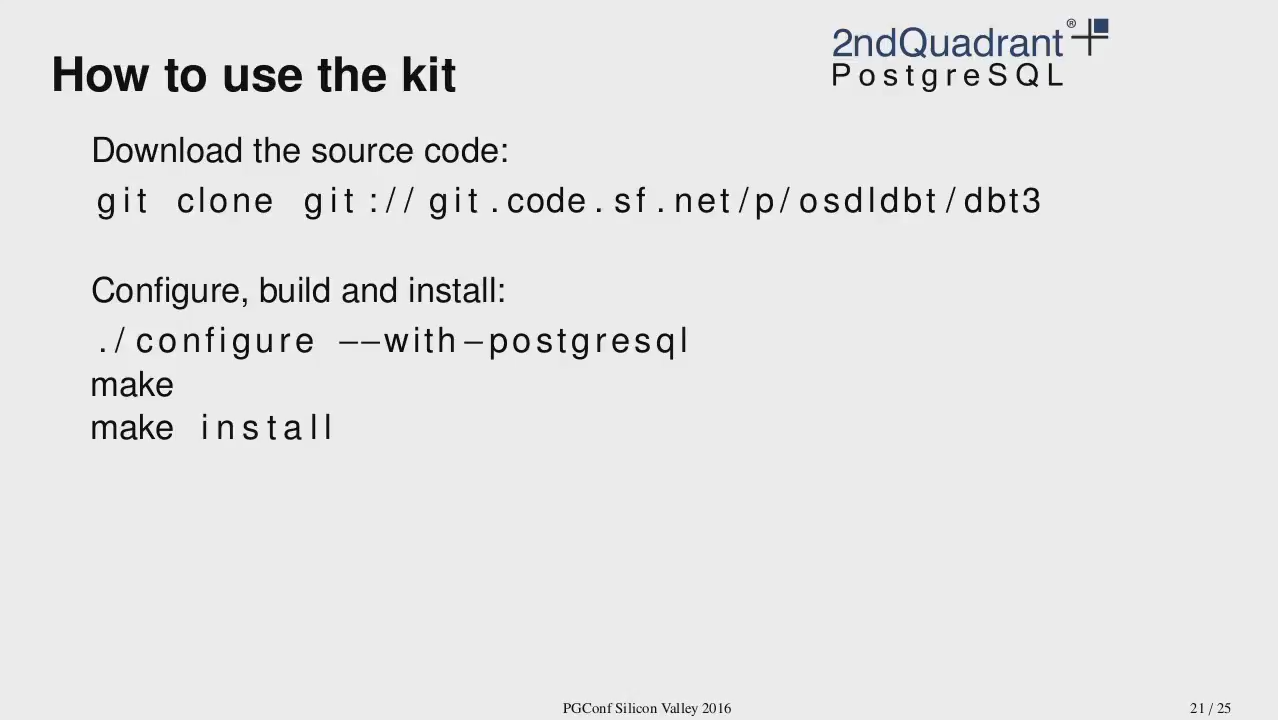 How to use the kit
2ndQuadrant®
PostgreSQL
Download the source code:
git clone git://git.code.sf.net/p/osdldbt/dbt3
Configure, build and install:
./configure --with-postgresql
make
make install
PGConf Silicon Valley 2016
21 / 25